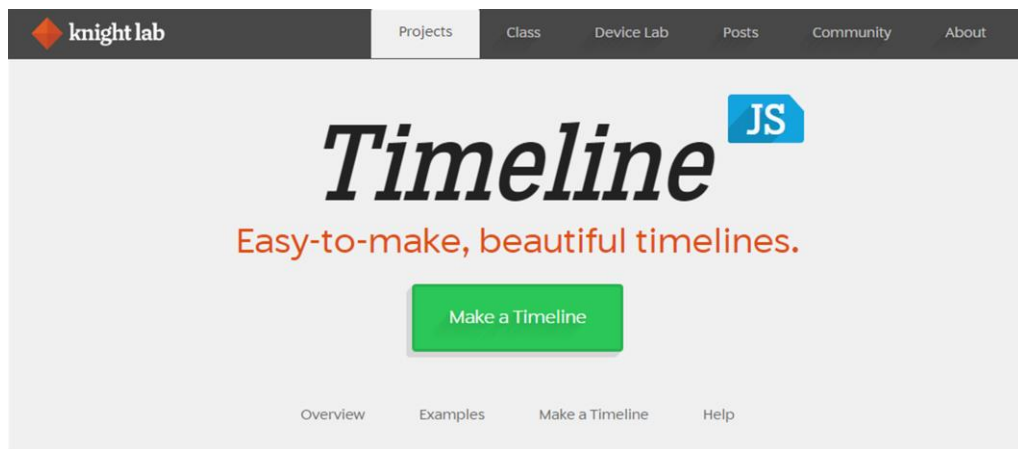 knight lab
Projects Class Device Lab Posts Community About
Timeline JS
Easy-to-make, beautiful timelines.
Make a Timeline
Overview Examples Make a Timeline Help